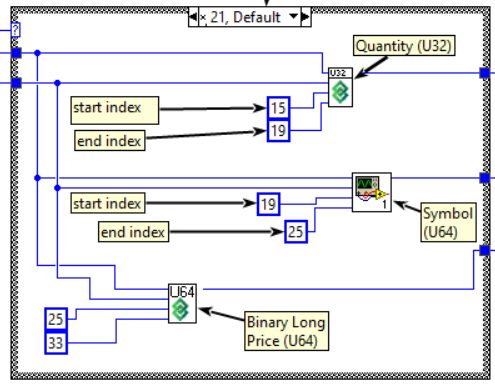 21, Default
?
Quantity (U32)
U32
start index
15
end index
19
start index
19
end index
25
1
Symbol
(U64)
U64
25
33
Binary Long
Price (U64)